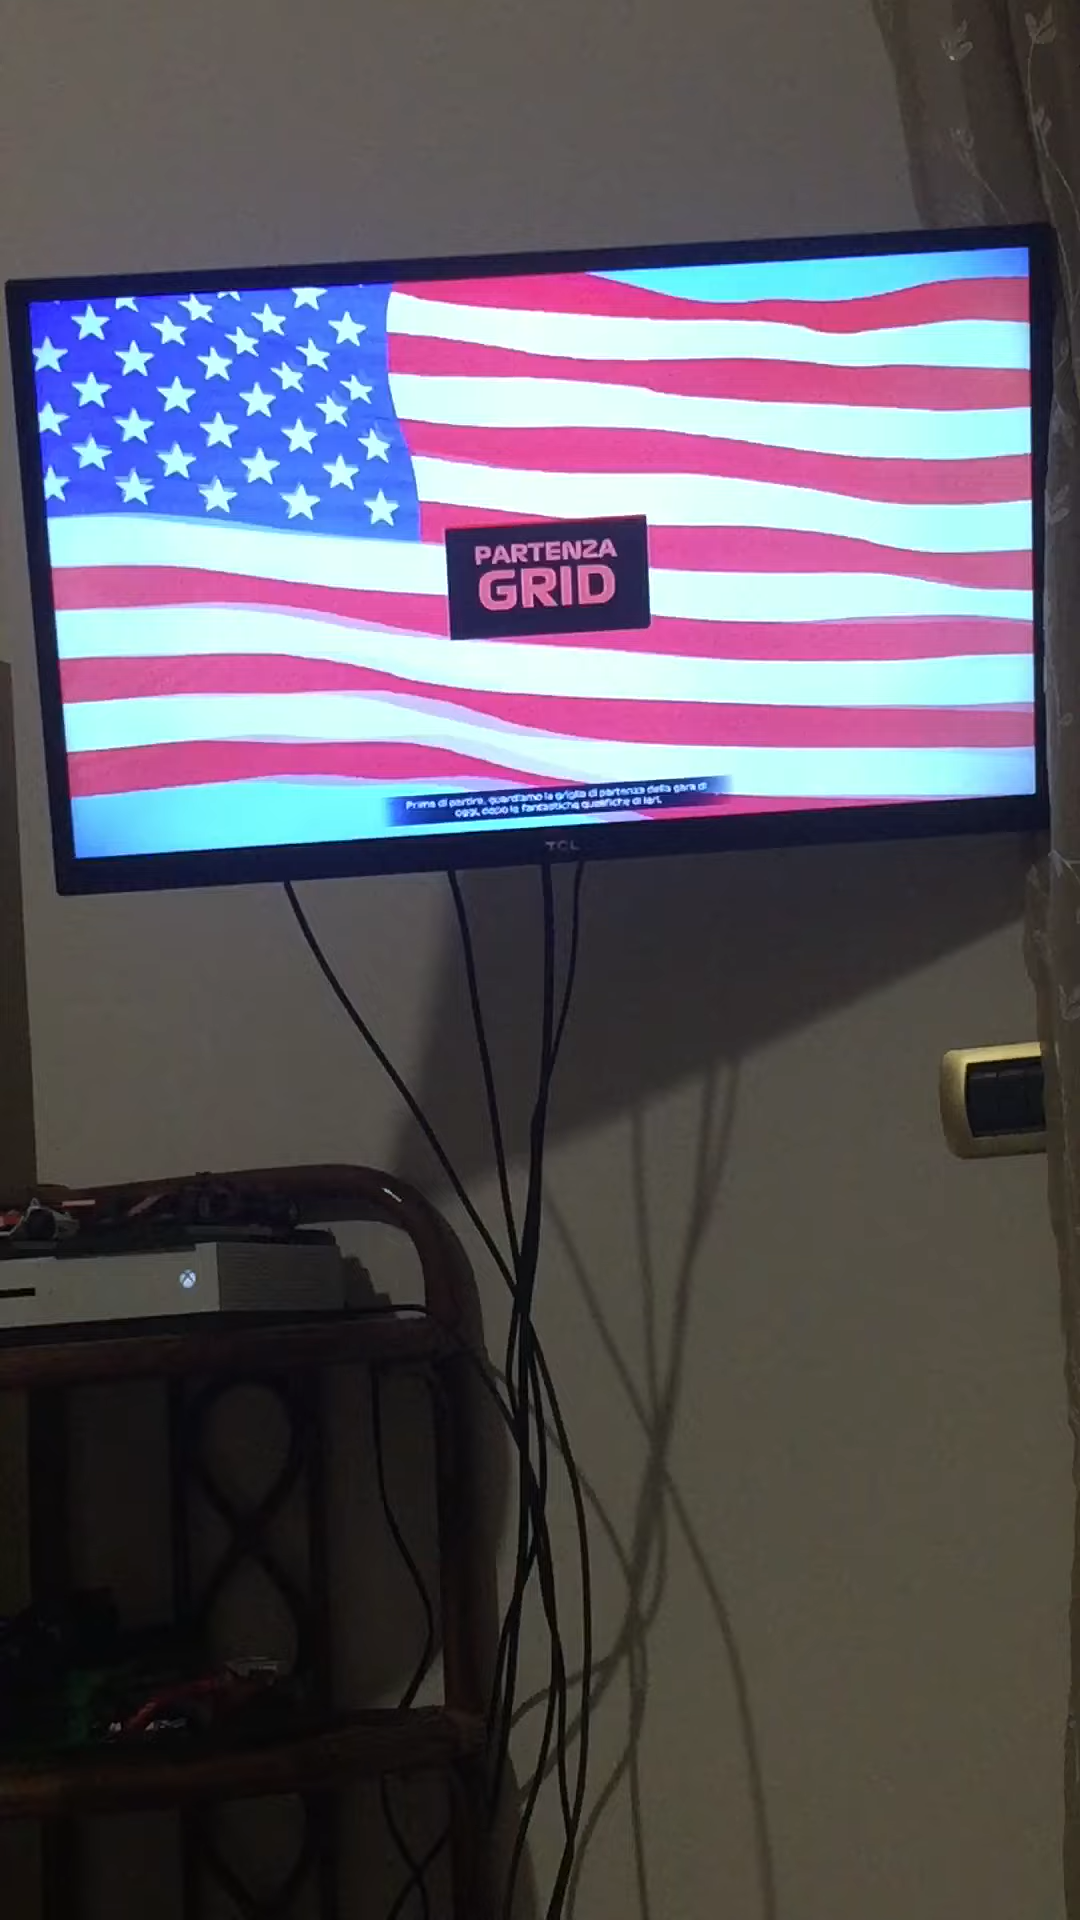 PARTENZA
GRID
Prima di partire, guardiamo la griglia di partenza della gara di
oggi, dopo le fantastiche qualifiche di ieri.
TCL